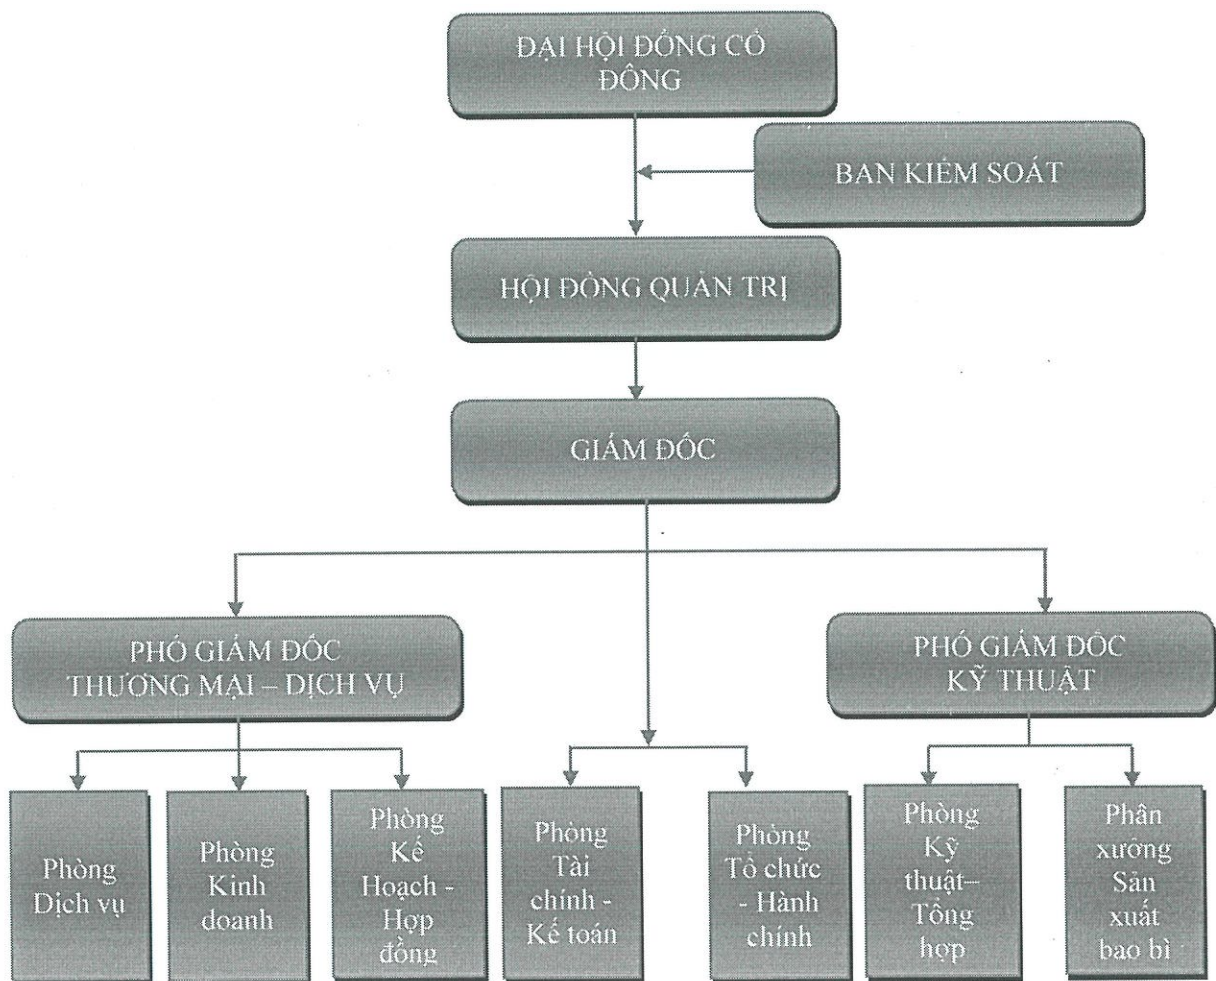 ĐẠI HỘI ĐỒNG CỔ
ĐÔNG
BAN KIỂM SOÁT
HỘI ĐỒNG QUẢN TRỊ
GIÁM ĐỐC
PHÓ GIÁM ĐỐC
THƯƠNG MẠI – DỊCH VỤ
PHÓ GIÁM ĐỐC
KỸ THUẬT
Phòng
Dịch vụ
Phòng
Kinh
doanh
Phòng
Kế
Hoạch -
Hợp
đồng
Phòng
Tài
chính -
Kế toán
Phòng
Tổ chức
- Hành
chính
Phòng
Kỹ
thuật–
Tổng
hợp
Phân
xưởng
Sản
xuất
bao bì